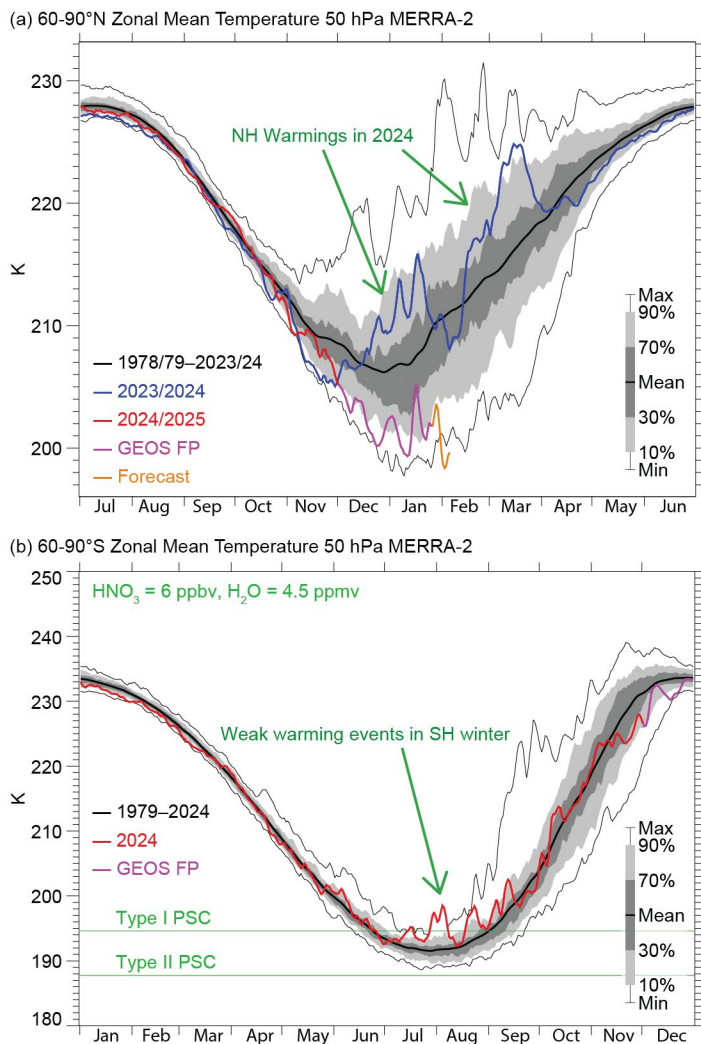 (a) 60-90°N Zonal Mean Temperature 50 hPa MERRA-2
230
220
210
200
K
NH Warmings in 2024
1978/79–2023/24
2023/2024
2024/2025
GEOS FP
Forecast
Max
90%
70%
Mean
30%
10%
Min
Jul Aug Sep Oct Nov Dec Jan Feb Mar Apr May Jun
(b) 60-90°S Zonal Mean Temperature 50 hPa MERRA-2
250
240
230
220
210
200
190
180
K
HNO₃ = 6 ppbv, H₂O = 4.5 ppmv
Weak warming events in SH winter
1979–2024
2024
GEOS FP
Type I PSC
Type II PSC
Max
90%
70%
Mean
30%
10%
Min
Jan Feb Mar Apr May Jun Jul Aug Sep Oct Nov Dec